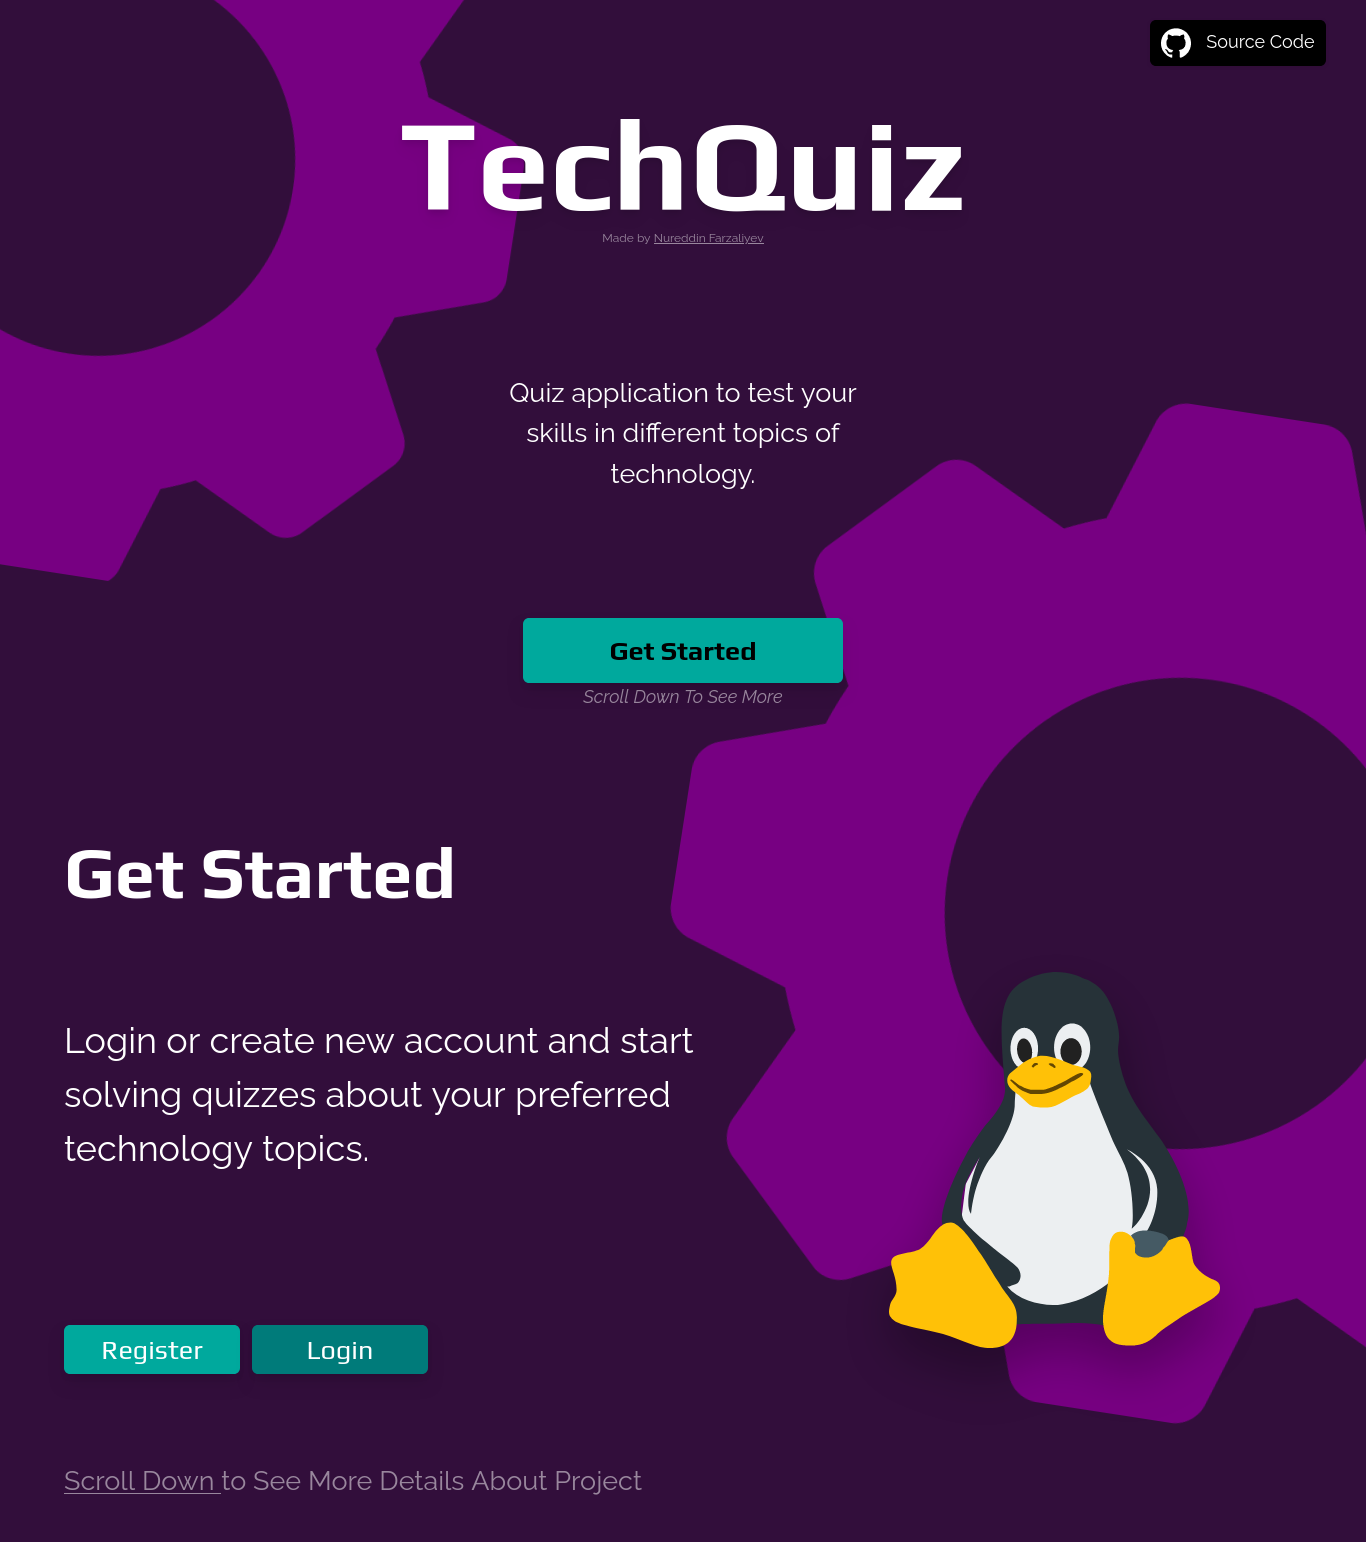 Source Code
TechQuiz
Made by Nureddin Farzaliyev
Quiz application to test your
skills in different topics of
technology.
Get Started
Scroll Down To See More
Get Started
Login or create new account and start
solving quizzes about your preferred
technology topics.
Register
Login
Scroll Down to See More Details About Project